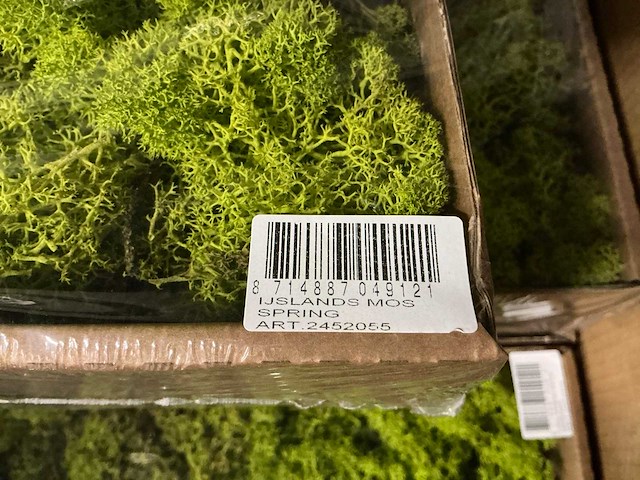 8 714887 049121
IJSLANDS MOS
SPRING
ART.2452055